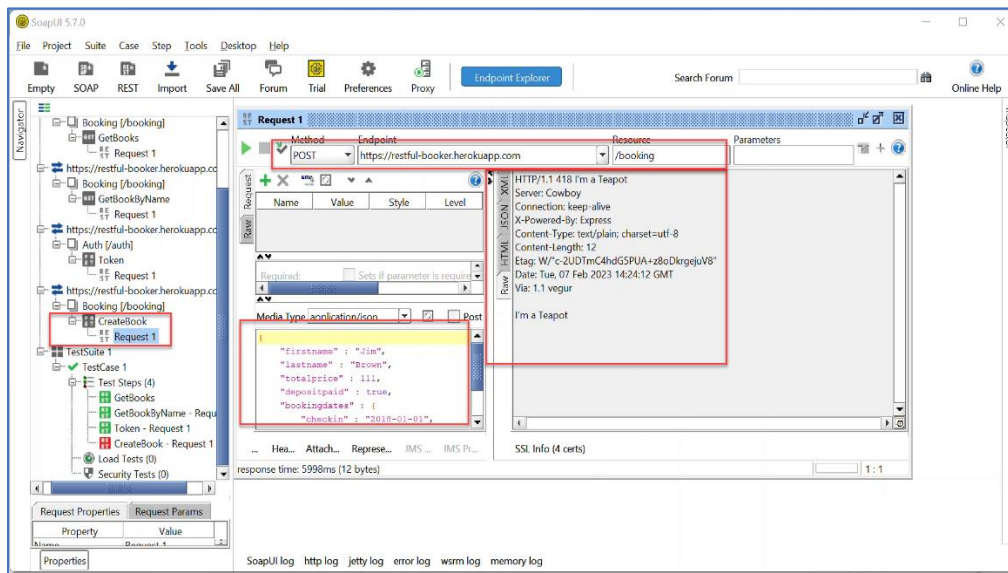 SoapUI 5.7.0
File Project Suite Case Step Tools Desktop Help
Empty SOAP REST Import Save All Forum Trial Preferences Proxy Endpoint Explorer Search Forum Online Help
Navigator
Booking [/booking]
GetBooks
Request 1
https://restful-booker.herokuapp.cc
Booking [/booking]
GetBookByName
Request 1
https://restful-booker.herokuapp.cc
Auth [/auth]
Token
Request 1
https://restful-booker.herokuapp.cc
Booking [/booking]
CreateBook
Request 1
TestSuite 1
TestCase 1
Test Steps (4)
GetBooks
GetBookByName - Requ
Token - Request 1
CreateBook - Request 1
Load Tests (0)
Security Tests (0)
Request Properties Request Params
Property Value
Name Request 1
Properties
Request 1
Method Endpoint Resource Parameters
POST https://restful-booker.herokuapp.com /booking
Request
Raw
Name Value Style Level
Required: Sets if parameter is require
Media Type application/json Post
{
"firstname" : "Jim",
"lastname" : "Brown",
"totalprice" : 111,
"depositpaid" : true,
"bookingdates" : {
"checkin" : "2018-01-01",
... Hea... Attach... Represe... JMS ... JMS Pr...
response time: 5998ms (12 bytes)
XML
JSON
HTML
Raw
HTTP/1.1 418 I'm a Teapot
Server: Cowboy
Connection: keep-alive
X-Powered-By: Express
Content-Type: text/plain; charset=utf-8
Content-Length: 12
Etag: W/"c-2UDTmC4hdG5PUA+z8oDkrgejuV8"
Date: Tue, 07 Feb 2023 14:24:12 GMT
Via: 1.1 vegur
I'm a Teapot
SSL Info (4 certs)
1 : 1
SoapUI log http log jetty log error log wsrm log memory log